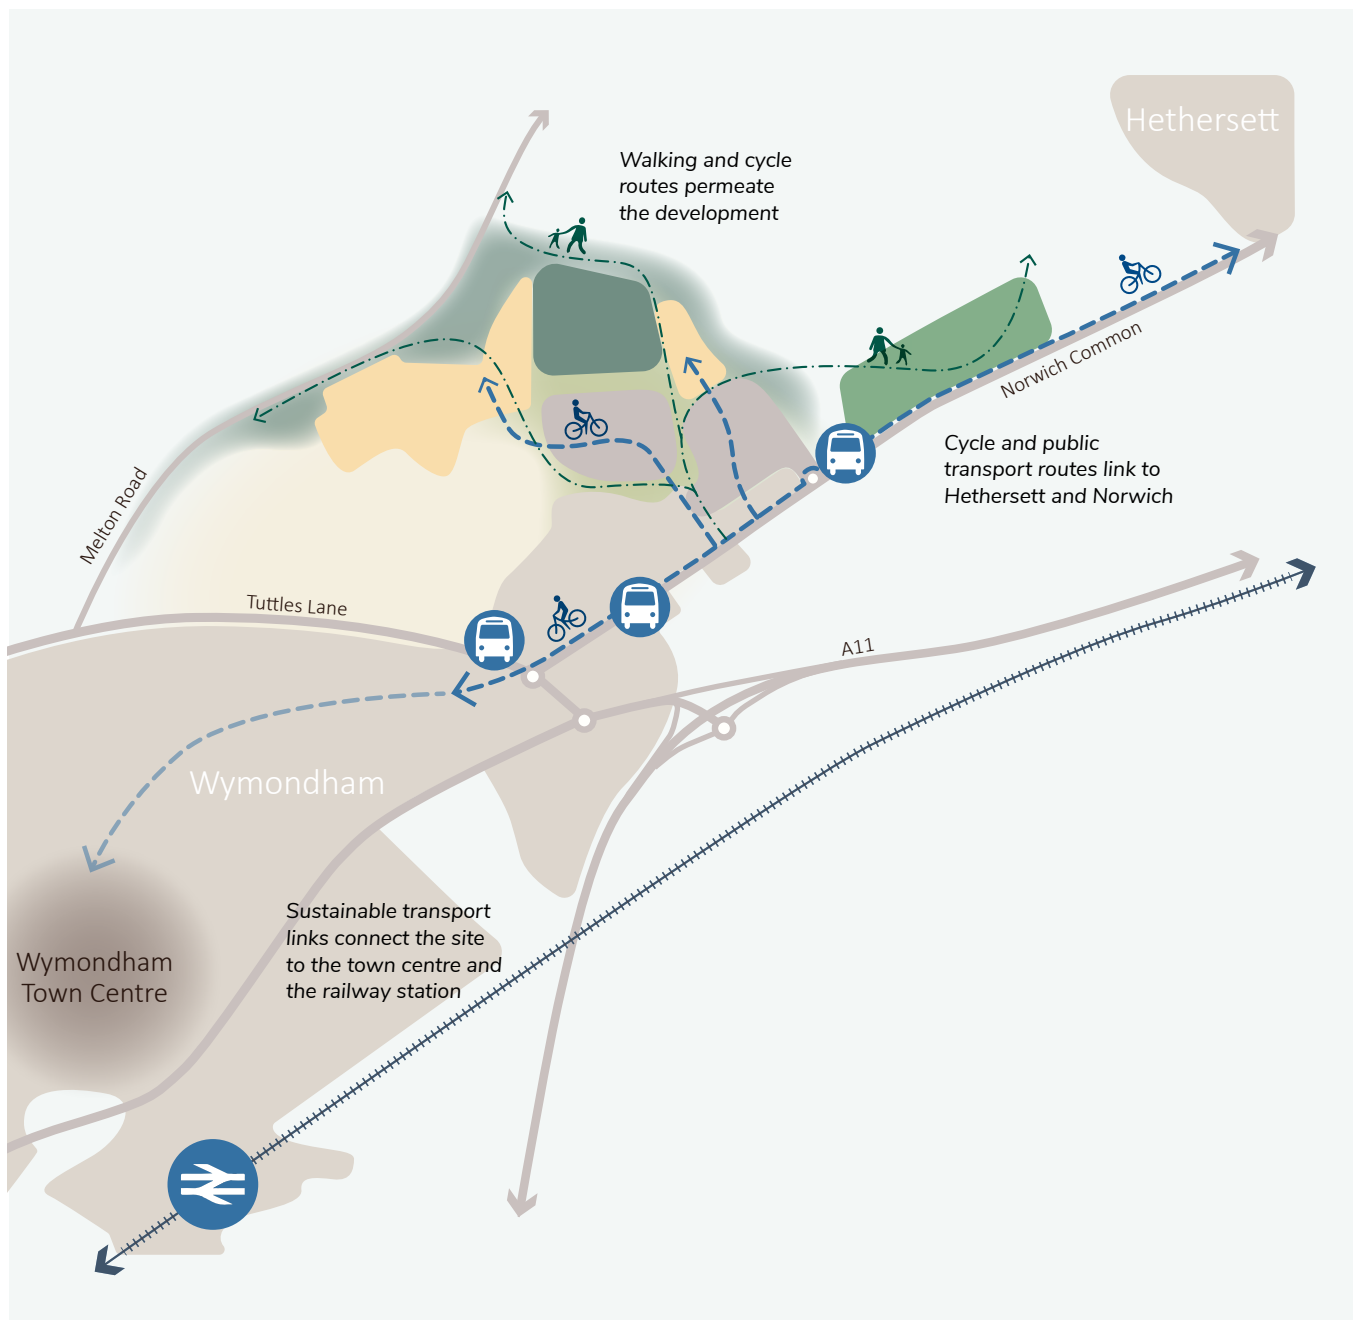 Hethersett
Walking and cycle
routes permeate
the development
Norwich Common
Cycle and public
transport routes link to
Hethersett and Norwich
Melton Road
Tuttles Lane
A11
Wymondham
Sustainable transport
links connect the site
to the town centre and
the railway station
Wymondham
Town Centre